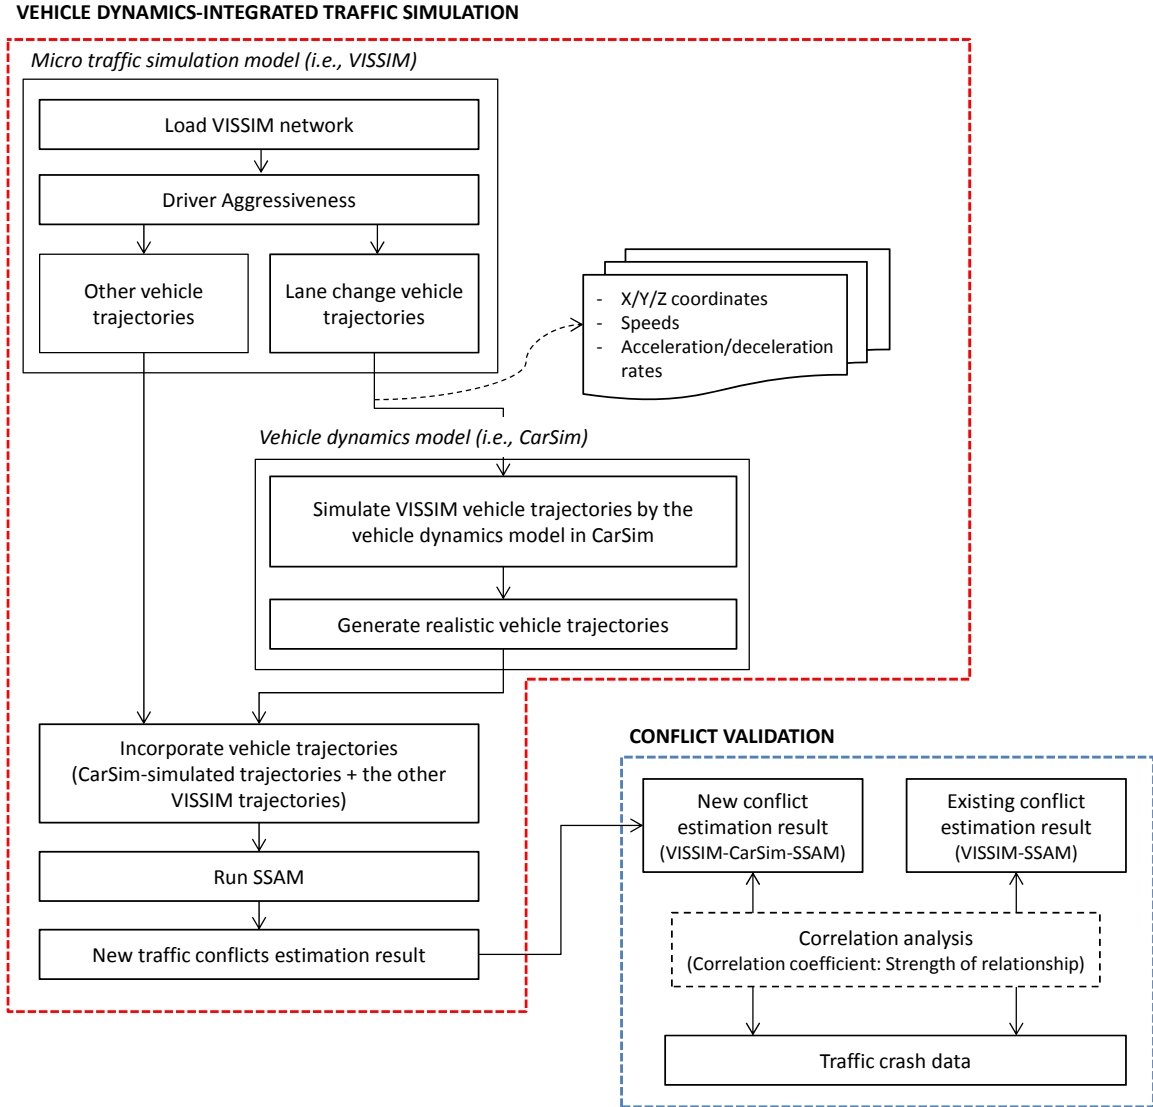 VEHICLE DYNAMICS-INTEGRATED TRAFFIC SIMULATION
Micro traffic simulation model (i.e., VISSIM)
Load VISSIM network
Driver Aggressiveness
Other vehicle
trajectories
Lane change vehicle
trajectories
- X/Y/Z coordinates
- Speeds
- Acceleration/deceleration
rates
Vehicle dynamics model (i.e., CarSim)
Simulate VISSIM vehicle trajectories by the
vehicle dynamics model in CarSim
Generate realistic vehicle trajectories
Incorporate vehicle trajectories
(CarSim-simulated trajectories + the other
VISSIM trajectories)
Run SSAM
New traffic conflicts estimation result
CONFLICT VALIDATION
New conflict
estimation result
(VISSIM-CarSim-SSAM)
Existing conflict
estimation result
(VISSIM-SSAM)
Correlation analysis
(Correlation coefficient: Strength of relationship)
Traffic crash data